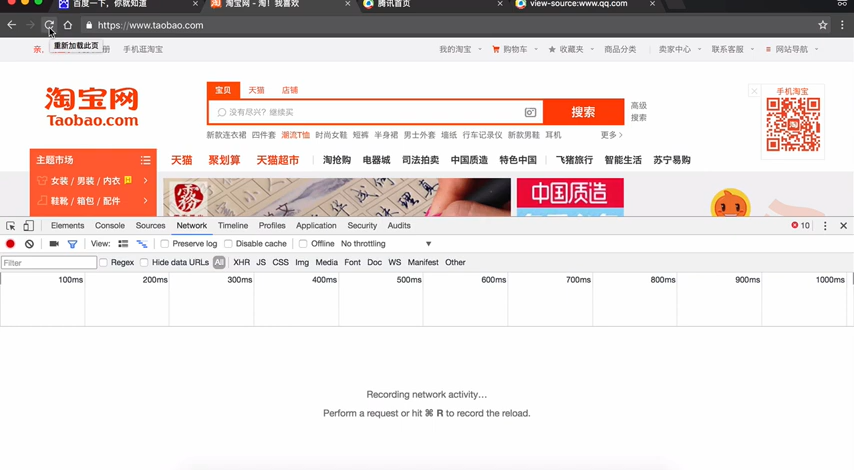 百度一下，你就知道
淘宝网 - 淘！我喜欢
腾讯首页
view-source:www.qq.com
https://www.taobao.com
重新加载此页
亲，
册
手机逛淘宝
我的淘宝
购物车
收藏夹
商品分类
卖家中心
联系客服
网站导航
淘宝网
Taobao.com
宝贝 天猫 店铺
没有尽兴？继续买
搜索
高级
搜索
新款连衣裙 四件套 潮流T恤 时尚女鞋 短裤 半身裙 男士外套 墙纸 行车记录仪 新款男鞋 耳机 更多
手机淘宝
主题市场
天猫 聚划算 天猫超市 淘抢购 电器城 司法拍卖 中国质造 特色中国 飞猪旅行 智能生活 苏宁易购
女装 / 男装 / 内衣
鞋靴 / 箱包 / 配件
中国质造
Elements Console Sources Network Timeline Profiles Application Security Audits 10
View: Preserve log Disable cache Offline No throttling
Filter Regex Hide data URLs All XHR JS CSS Img Media Font Doc WS Manifest Other
100ms 200ms 300ms 400ms 500ms 600ms 700ms 800ms 900ms 1000ms
Recording network activity…
Perform a request or hit ⌘ R to record the reload.